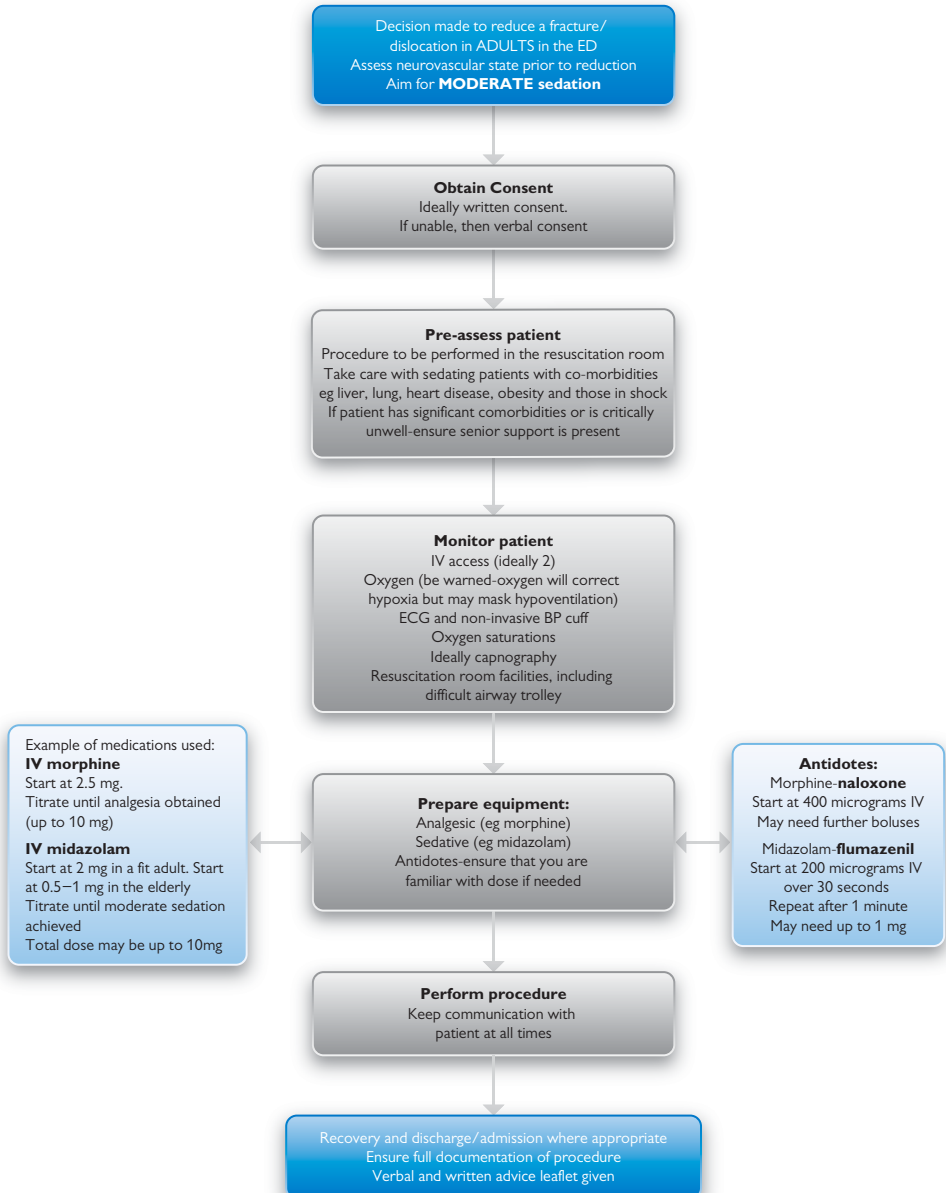 Decision made to reduce a fracture/
dislocation in ADULTS in the ED
Assess neurovascular state prior to reduction
Aim for MODERATE sedation
Obtain Consent
Ideally written consent.
If unable, then verbal consent
Pre-assess patient
Procedure to be performed in the resuscitation room
Take care with sedating patients with co-morbidities
eg liver, lung, heart disease, obesity and those in shock
If patient has significant comorbidities or is critically
unwell-ensure senior support is present
Monitor patient
IV access (ideally 2)
Oxygen (be warned-oxygen will correct
hypoxia but may mask hypoventilation)
ECG and non-invasive BP cuff
Oxygen saturations
Ideally capnography
Resuscitation room facilities, including
difficult airway trolley
Example of medications used:
IV morphine
Start at 2.5 mg.
Titrate until analgesia obtained
(up to 10 mg)
IV midazolam
Start at 2 mg in a fit adult. Start
at 0.5–1 mg in the elderly
Titrate until moderate sedation
achieved
Total dose may be up to 10mg
Prepare equipment:
Analgesic (eg morphine)
Sedative (eg midazolam)
Antidotes-ensure that you are
familiar with dose if needed
Antidotes:
Morphine-naloxone
Start at 400 micrograms IV
May need further boluses
Midazolam-flumazenil
Start at 200 micrograms IV
over 30 seconds
Repeat after 1 minute
May need up to 1 mg
Perform procedure
Keep communication with
patient at all times
Recovery and discharge/admission where appropriate
Ensure full documentation of procedure
Verbal and written advice leaflet given